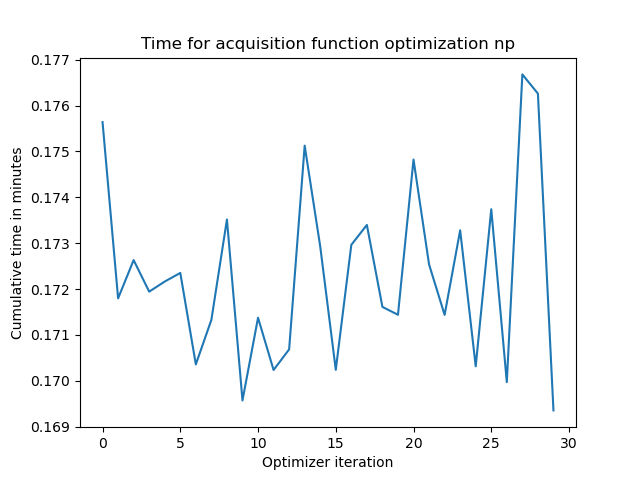 Time for acquisition function optimization np
0.177
0.176
0.175
0.174
0.173
0.172
0.171
0.170
0.169
Cumulative time in minutes
0 5 10 15 20 25 30
Optimizer iteration